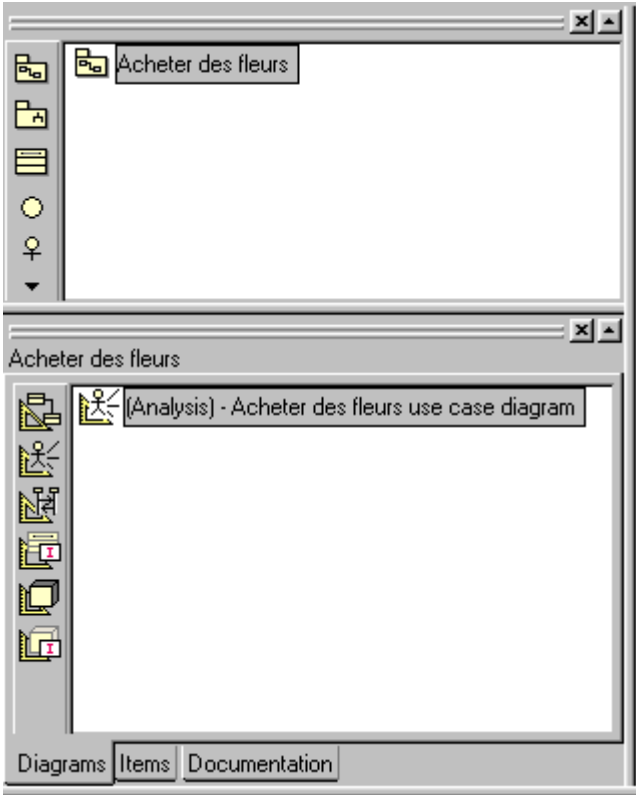 Acheter des fleurs
Acheter des fleurs
(Analysis) - Acheter des fleurs use case diagram
Diagrams Items Documentation